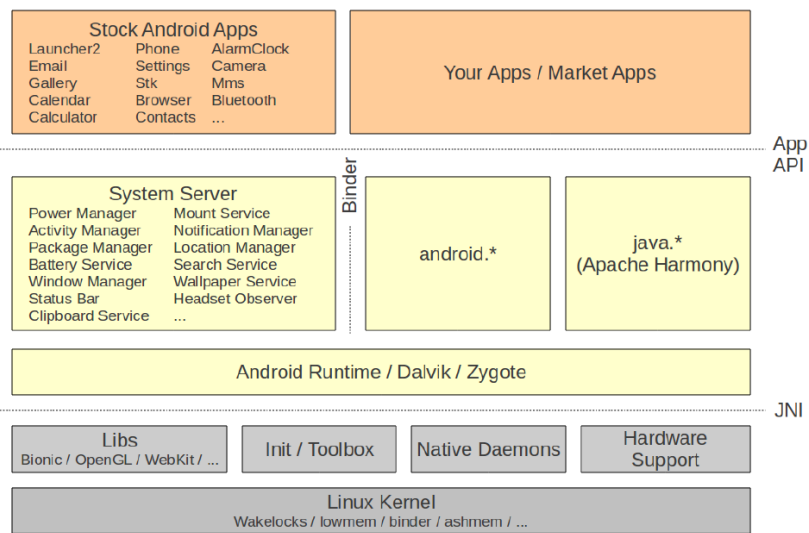 Stock Android Apps
Launcher2 Phone AlarmClock
Email Settings Camera
Gallery Stk Mms
Calendar Browser Bluetooth
Calculator Contacts ...
Your Apps / Market Apps
App
API
System Server
Power Manager Mount Service
Activity Manager Notification Manager
Package Manager Location Manager
Battery Service Search Service
Window Manager Wallpaper Service
Status Bar Headset Observer
Clipboard Service ...
Binder
android.*
java.*
(Apache Harmony)
Android Runtime / Dalvik / Zygote
JNI
Libs
Bionic / OpenGL / WebKit / ...
Init / Toolbox
Native Daemons
Hardware
Support
Linux Kernel
Wakelocks / lowmem / binder / ashmem / ...